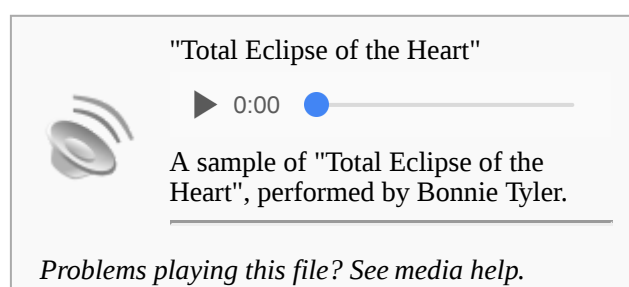 "Total Eclipse of the Heart"
0:00
A sample of "Total Eclipse of the
Heart", performed by Bonnie Tyler.
Problems playing this file? See media help.